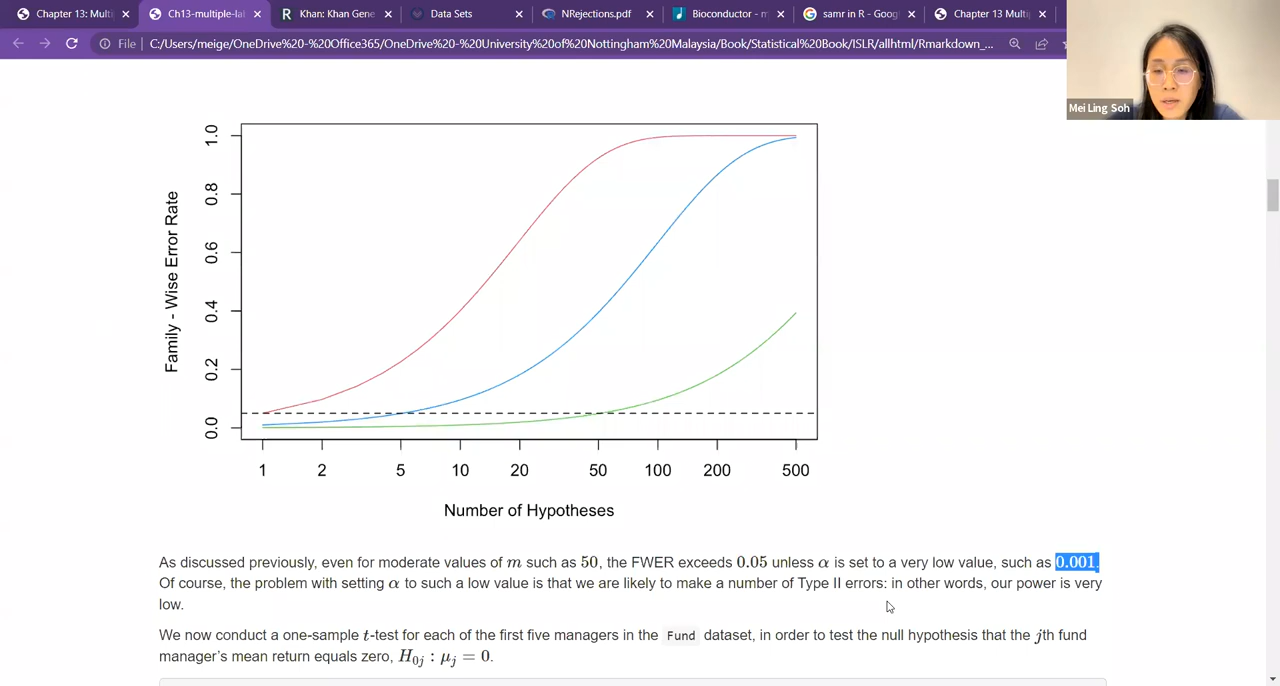 Chapter 13: Multi
Ch13-multiple-la
Khan: Khan Gene
Data Sets
NRejections.pdf
Bioconductor - m
samr in R - Goog
Chapter 13 Multi
File
C:/Users/meige/OneDrive%20-%20Office365/OneDrive%20-%20University%20of%20Nottingham%20Malaysia/Book/Statistical%20Book/ISLR/allhtml/Rmarkdown_...
Mei Ling Soh
Family - Wise Error Rate
1.0
0.8
0.6
0.4
0.2
0.0
1 2 5 10 20 50 100 200 500
Number of Hypotheses
As discussed previously, even for moderate values of m such as 50, the FWER exceeds 0.05 unless α is set to a very low value, such as 0.001.
Of course, the problem with setting α to such a low value is that we are likely to make a number of Type II errors: in other words, our power is very
low.
We now conduct a one-sample t-test for each of the first five managers in the Fund dataset, in order to test the null hypothesis that the jth fund
manager's mean return equals zero, H₀ⱼ : μⱼ = 0.